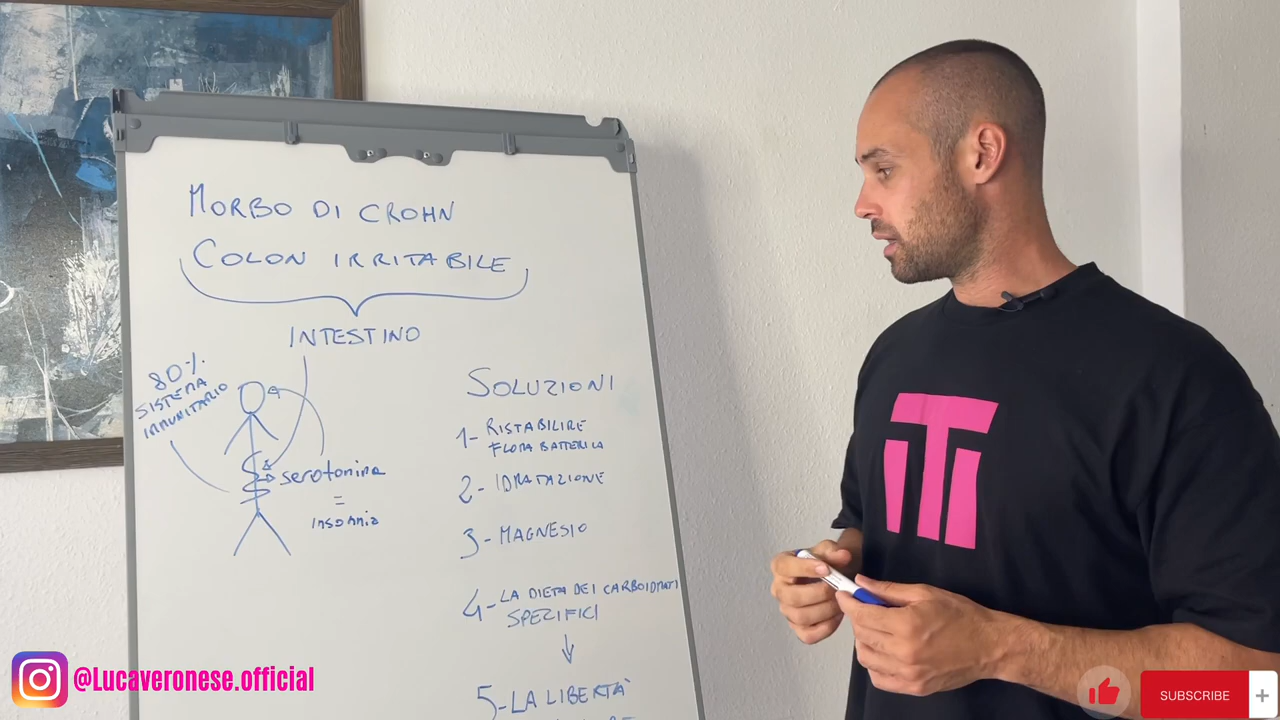 MORBO DI CROHN
COLON IRRITABILE
INTESTINO
80%
SISTEMA
IMMUNITARIO
serotonina
=
insonnia
SOLUZIONI
1- RISTABILIRE
FLORA BATTERICA
2- IDRATAZIONE
3- MAGNESIO
4- LA DIETA DEI CARBOIDRATI
SPECIFICI
5- LA LIBERTÀ
@Lucaveronese.official
SUBSCRIBE